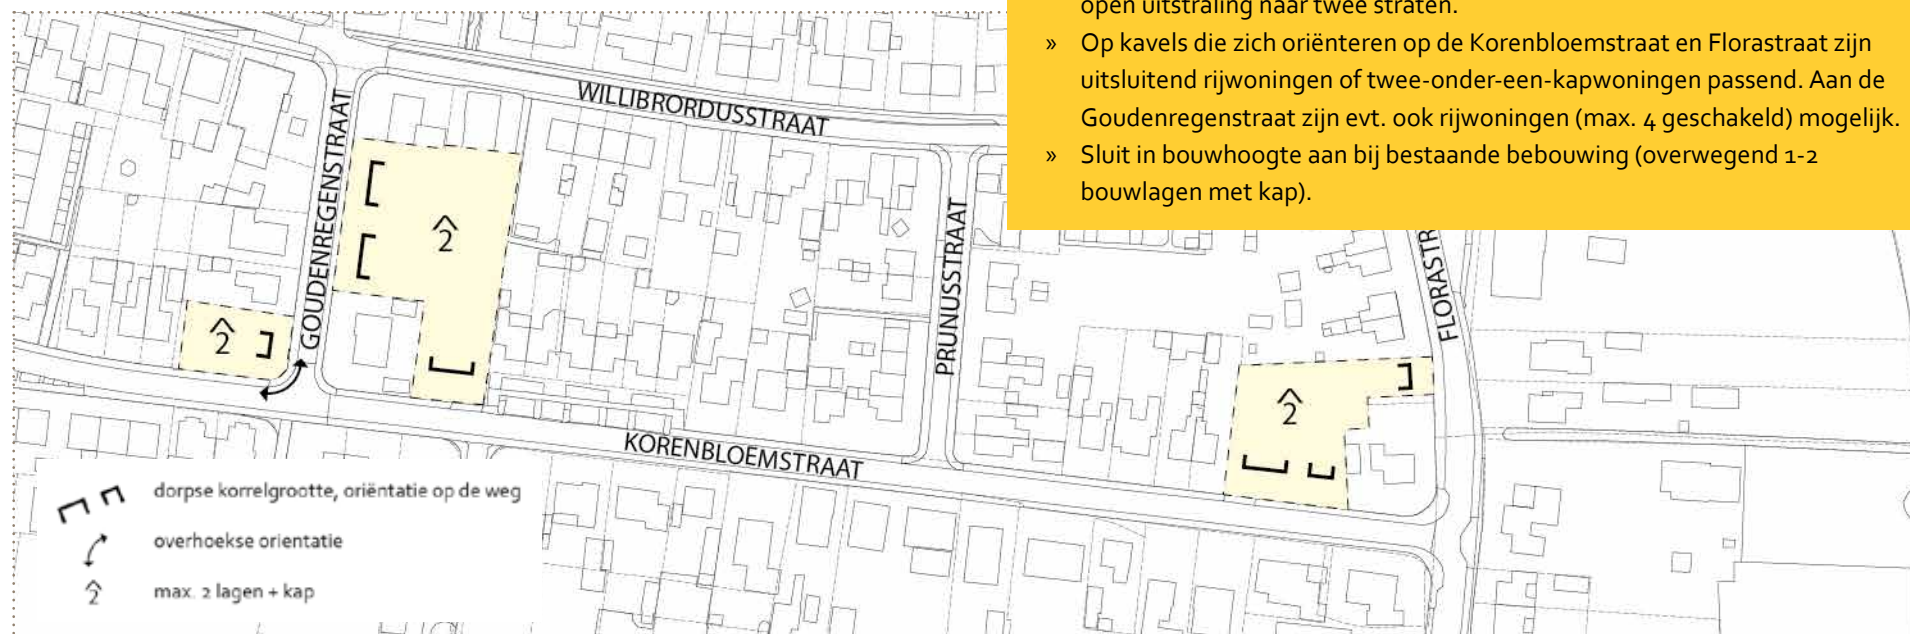 open uitstraling naar twee straten.
» Op kavels die zich oriënteren op de Korenbloemstraat en Florastraat zijn
uitsluitend rijwoningen of twee-onder-een-kapwoningen passend. Aan de
Goudenregenstraat zijn evt. ook rijwoningen (max. 4 geschakeld) mogelijk.
» Sluit in bouwhoogte aan bij bestaande bebouwing (overwegend 1-2
bouwlagen met kap).
WILLIBRORDUSSTRAAT
GOUDENREGENSTRAAT
PRUNUSSTRAAT
FLORASTR
KORENBLOEMSTRAAT
2
2
2
dorpse korrelgrootte, oriëntatie op de weg
overhoekse orientatie
2 max. 2 lagen + kap